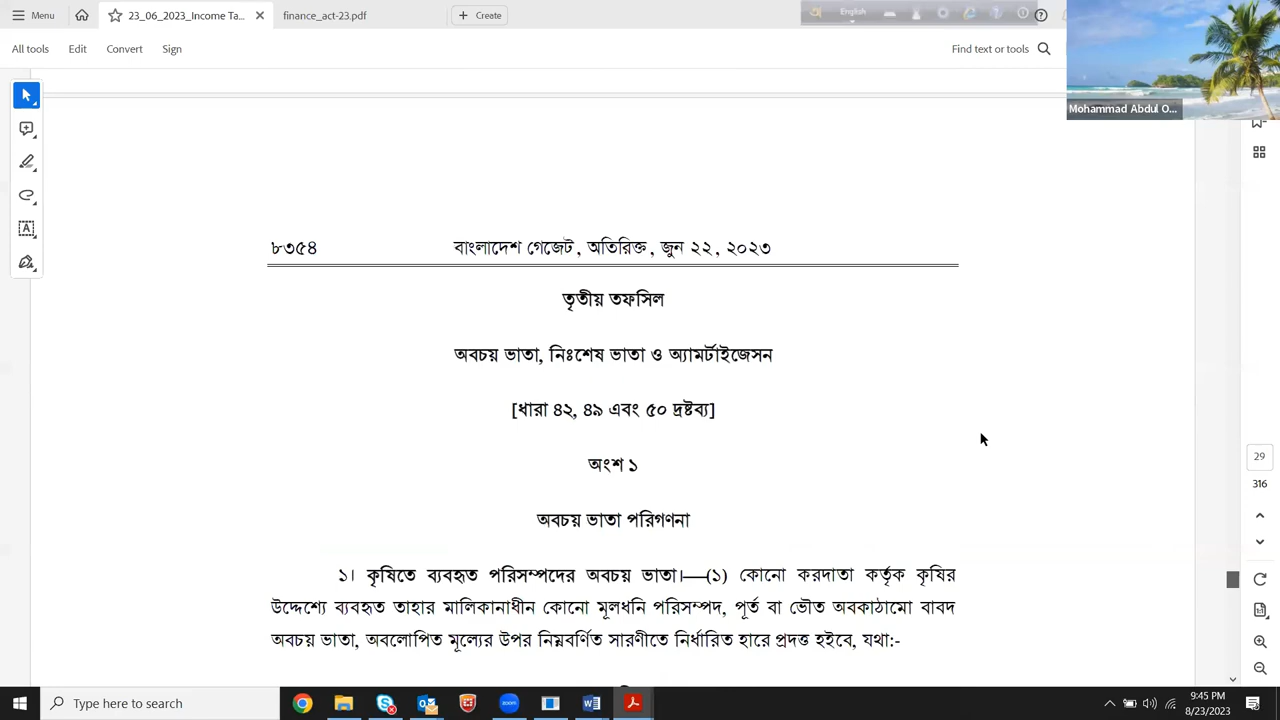 Menu
23_06_2023_Income Ta...
finance_act-23.pdf
Create
English
All tools
Edit
Convert
Sign
Find text or tools
Mohammad Abdul O...
৮৩৫৪ বাংলাদেশ গেজেট, অতিরিক্ত, জুন ২২, ২০২৩
তৃতীয় তফসিল
অবচয় ভাতা, নিঃশেষ ভাতা ও অ্যামর্টাইজেসন
[ধারা ৪২, ৪৯ এবং ৫০ দ্রষ্টব্য]
অংশ ১
অবচয় ভাতা পরিগণনা
১। কৃষিতে ব্যবহৃত পরিসম্পদের অবচয় ভাতা।—(১) কোনো করদাতা কর্তৃক কৃষির
উদ্দেশ্যে ব্যবহৃত তাহার মালিকানাধীন কোনো মূলধনি পরিসম্পদ, পূর্ত বা ভৌত অবকাঠামো বাবদ
অবচয় ভাতা, অবলোপিত মূল্যের উপর নিম্নবর্ণিত সারণীতে নির্ধারিত হারে প্রদত্ত হইবে, যথা:-
29
316
Type here to search
9:45 PM
8/23/2023